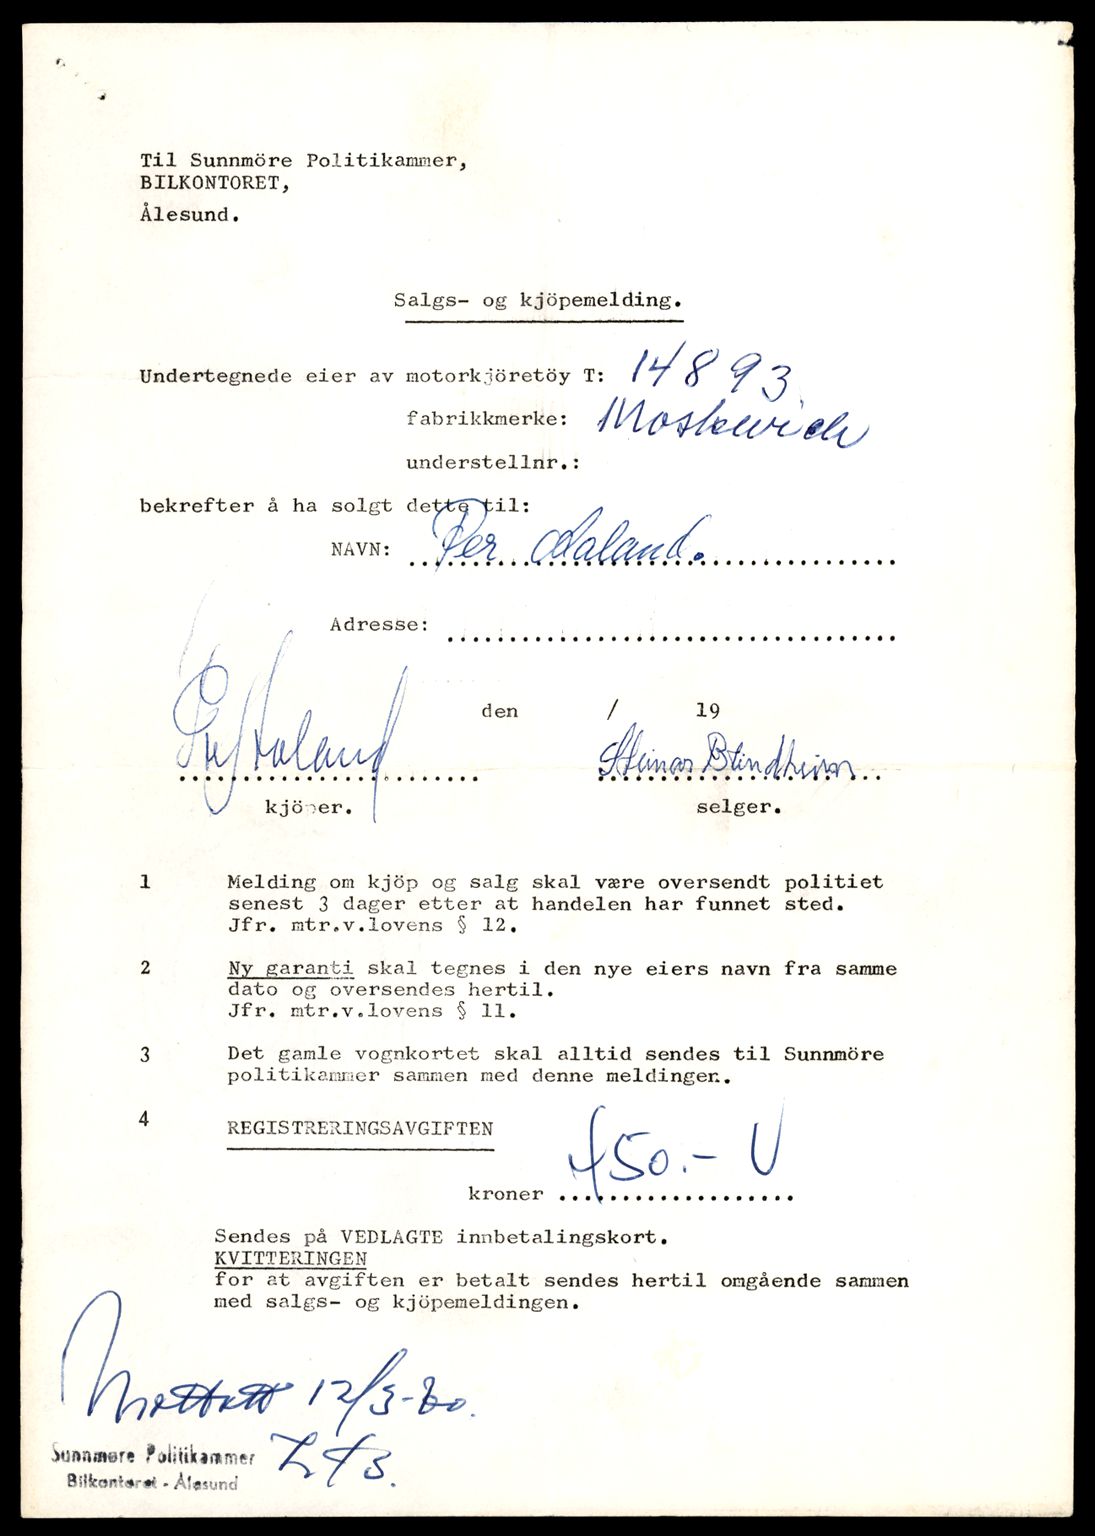 Til Sunnmöre Politikammer,
BILKONTORET,
Ålesund.
Salgs- og kjöpemelding.
Undertegnede eier av motorkjöretöy T: 14893
fabrikkmerke: Moskwich
understellnr.:
bekrefter å ha solgt dette til:
NAVN: Per Aaland.
Adresse:
den / 19
Per Aaland Steinar Blindheim
kjöper. selger.
1 Melding om kjöp og salg skal være oversendt politiet
senest 3 dager etter at handelen har funnet sted.
Jfr. mtr.v.lovens § 12.
2 Ny garanti skal tegnes i den nye eiers navn fra samme
dato og oversendes hertil.
Jfr. mtr.v.lovens § 11.
3 Det gamle vognkortet skal alltid sendes til Sunnmöre
politikammer sammen med denne meldingen.
4 REGISTRERINGSAVGIFTEN
kroner 450.-
Sendes på VEDLAGTE innbetalingskort.
KVITTERINGEN
for at avgiften er betalt sendes hertil omgående sammen
med salgs- og kjöpemeldingen.
Mottatt 12/3-60.
Sunnmøre Politikammer
Bilkontoret - Ålesund